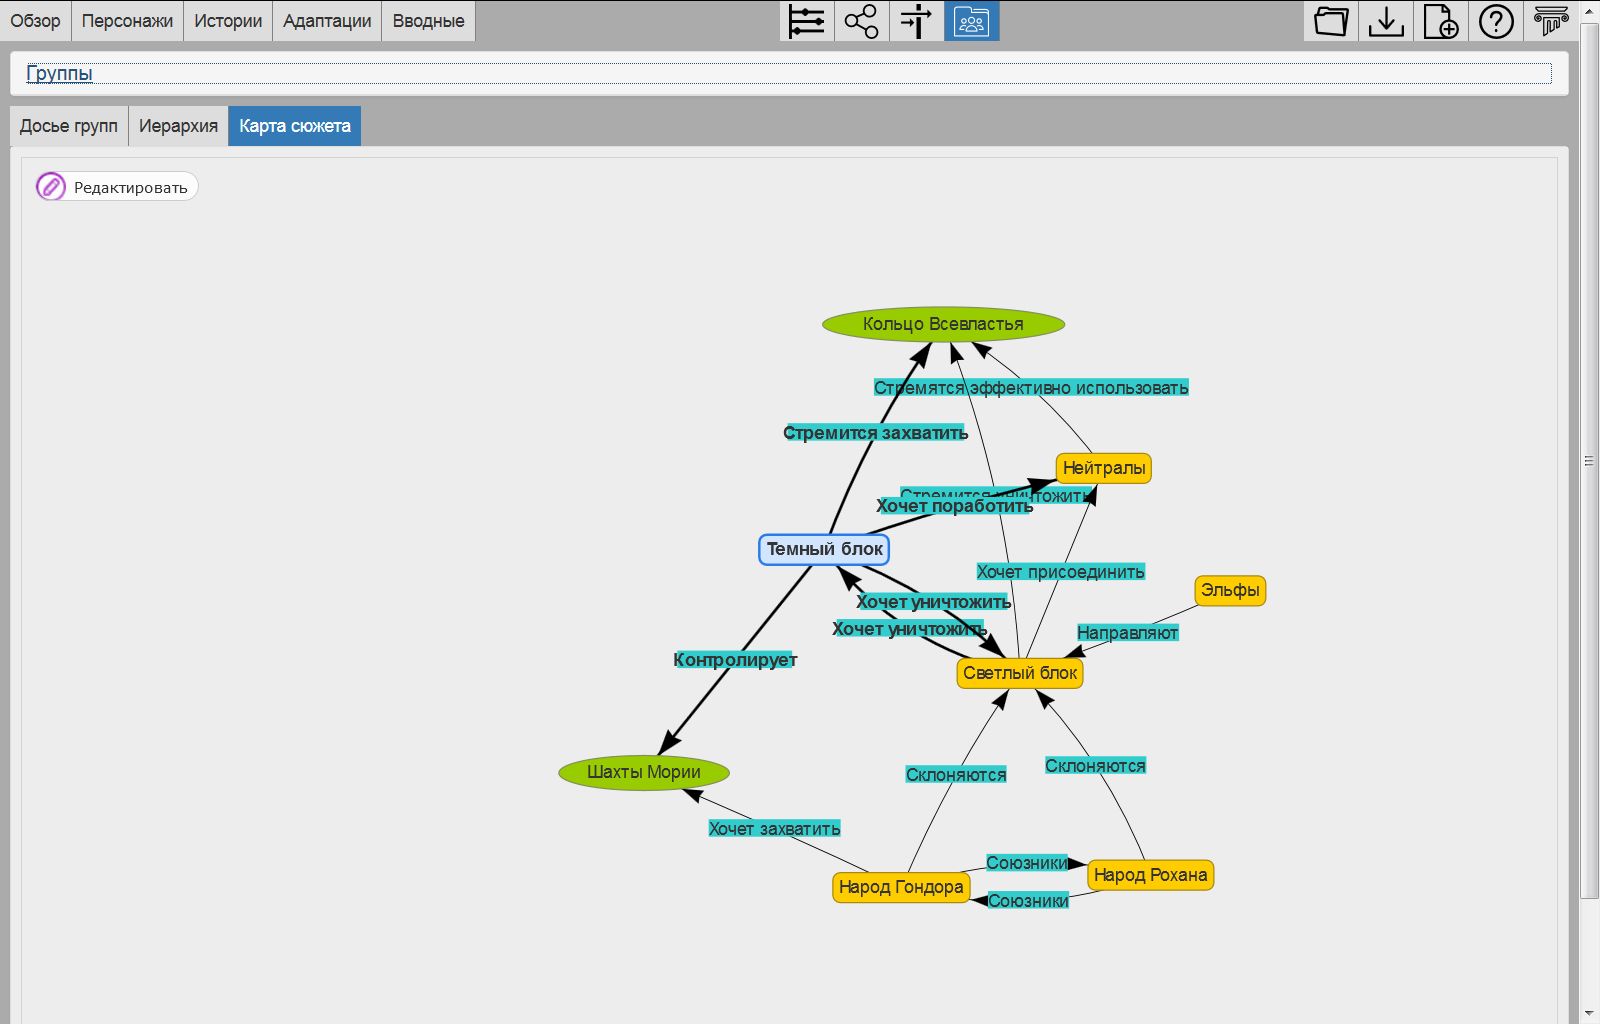 Обзор
Персонажи
Истории
Адаптации
Вводные
Группы
Досье групп
Иерархия
Карта сюжета
Редактировать
Кольцо Всевластья
Стремятся эффективно использовать
Стремится захватить
Нейтралы
Стремится уничтожить
Хочет поработить
Темный блок
Хочет присоединить
Эльфы
Хочет уничтожить
Хочет уничтожить
Направляют
Контролирует
Светлый блок
Шахты Мории
Склоняются
Склоняются
Хочет захватить
Союзники
Народ Рохана
Народ Гондора
Союзники